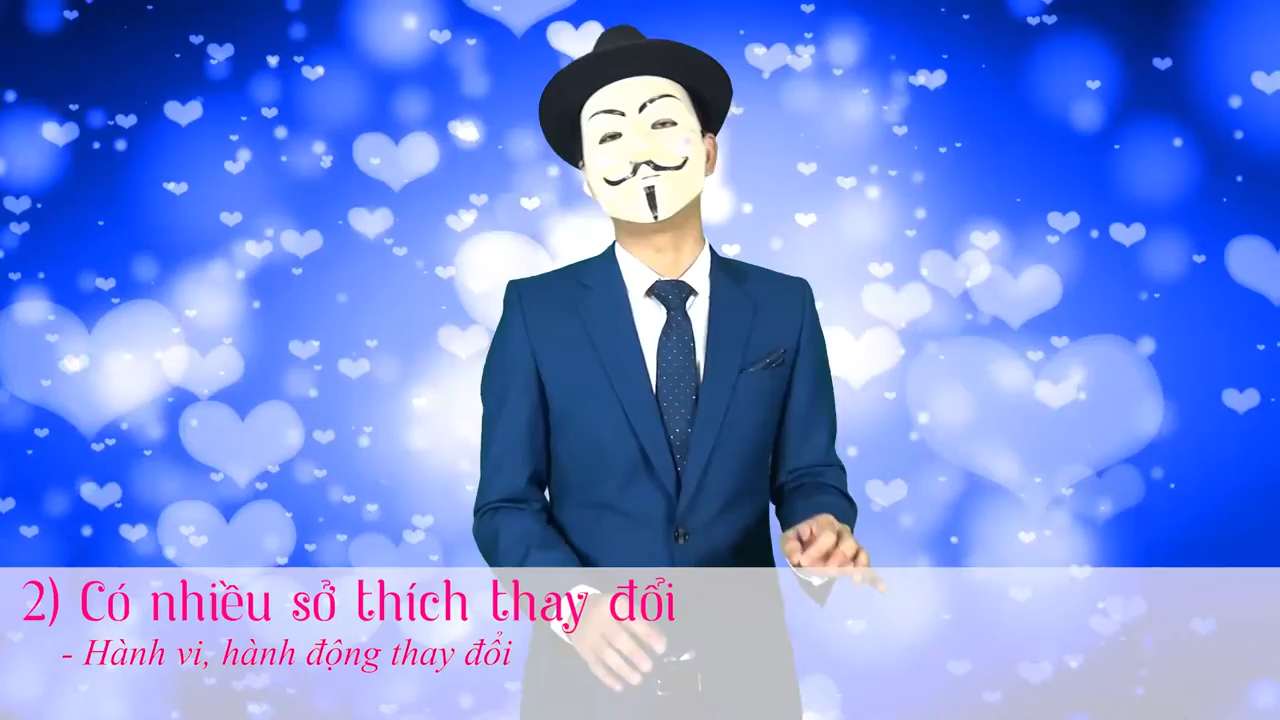 2) Có nhiều sở thích thay đổi
- Hành vi, hành động thay đổi